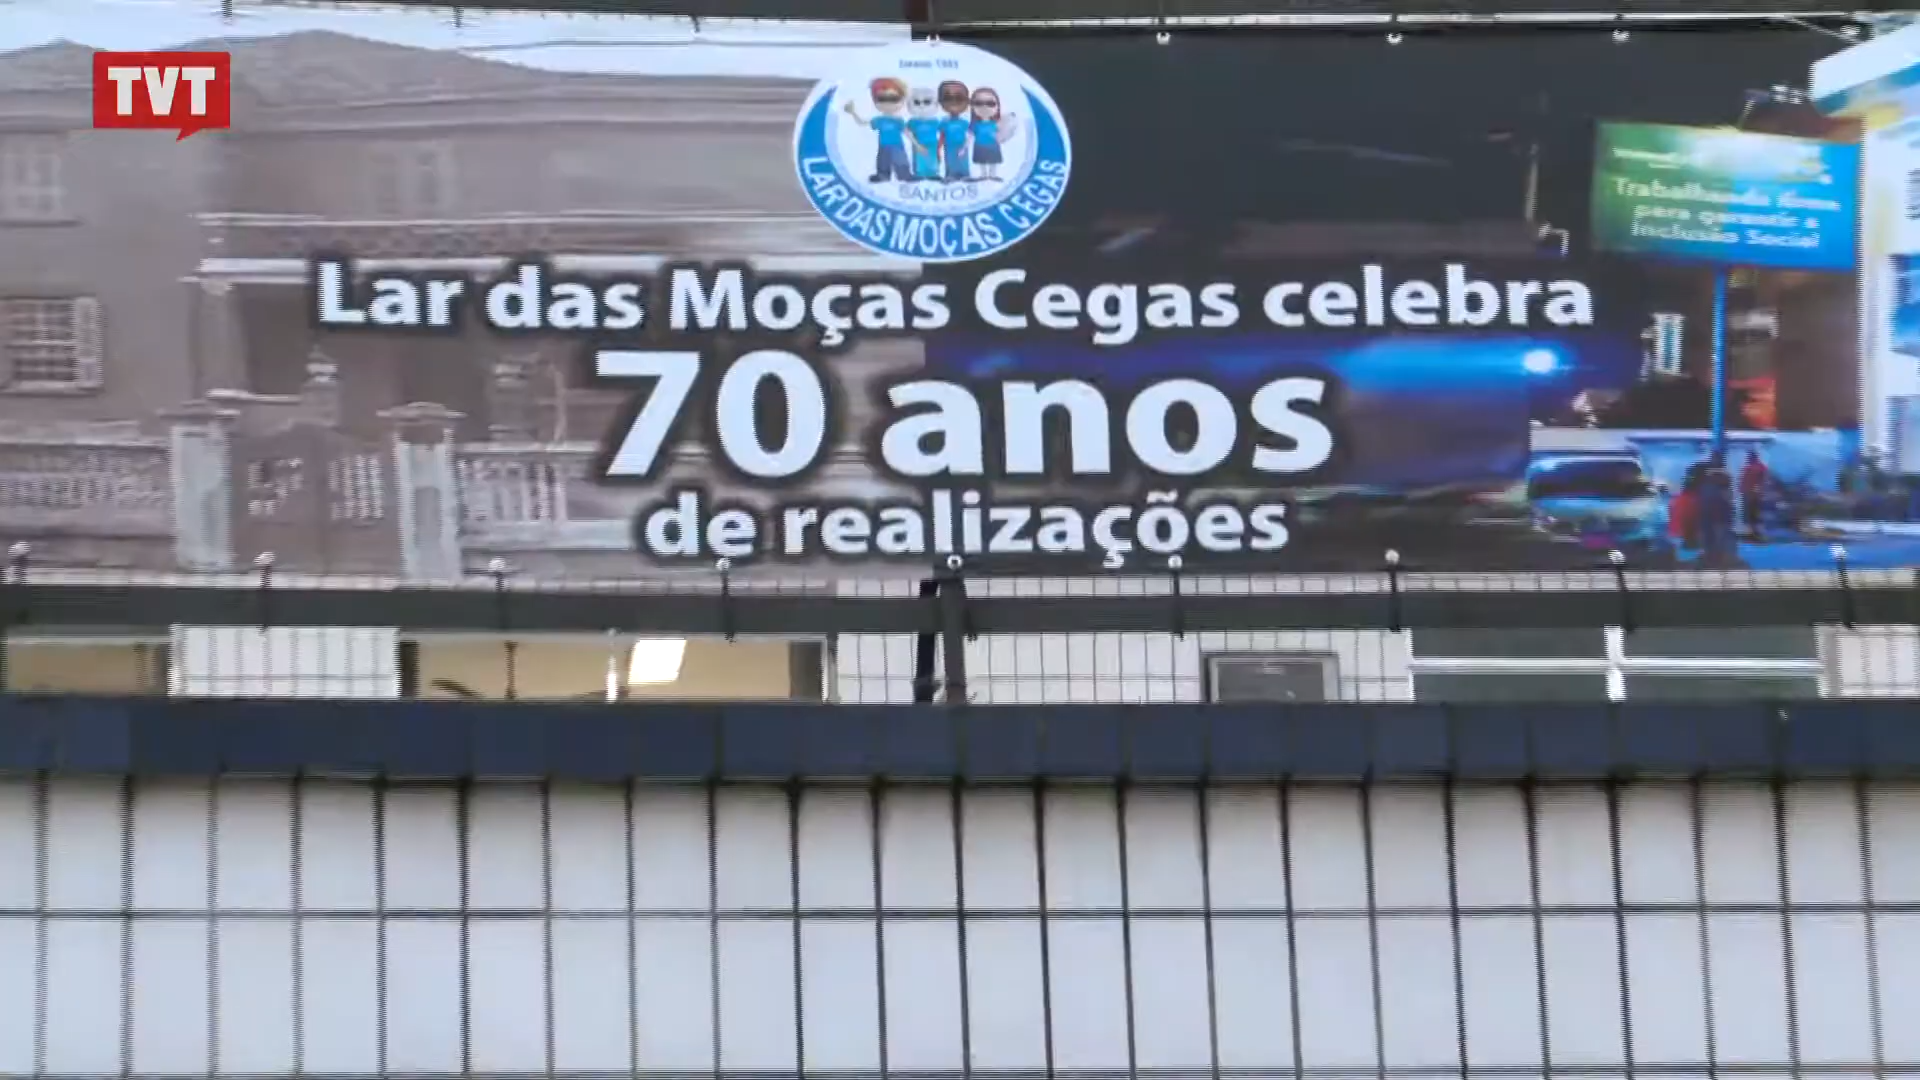 TVT
SANTOS
LAR DAS MOÇAS CEGAS
Trabalhando
para garantir a
Inclusão Social
Lar das Moças Cegas celebra
70 anos
de realizações